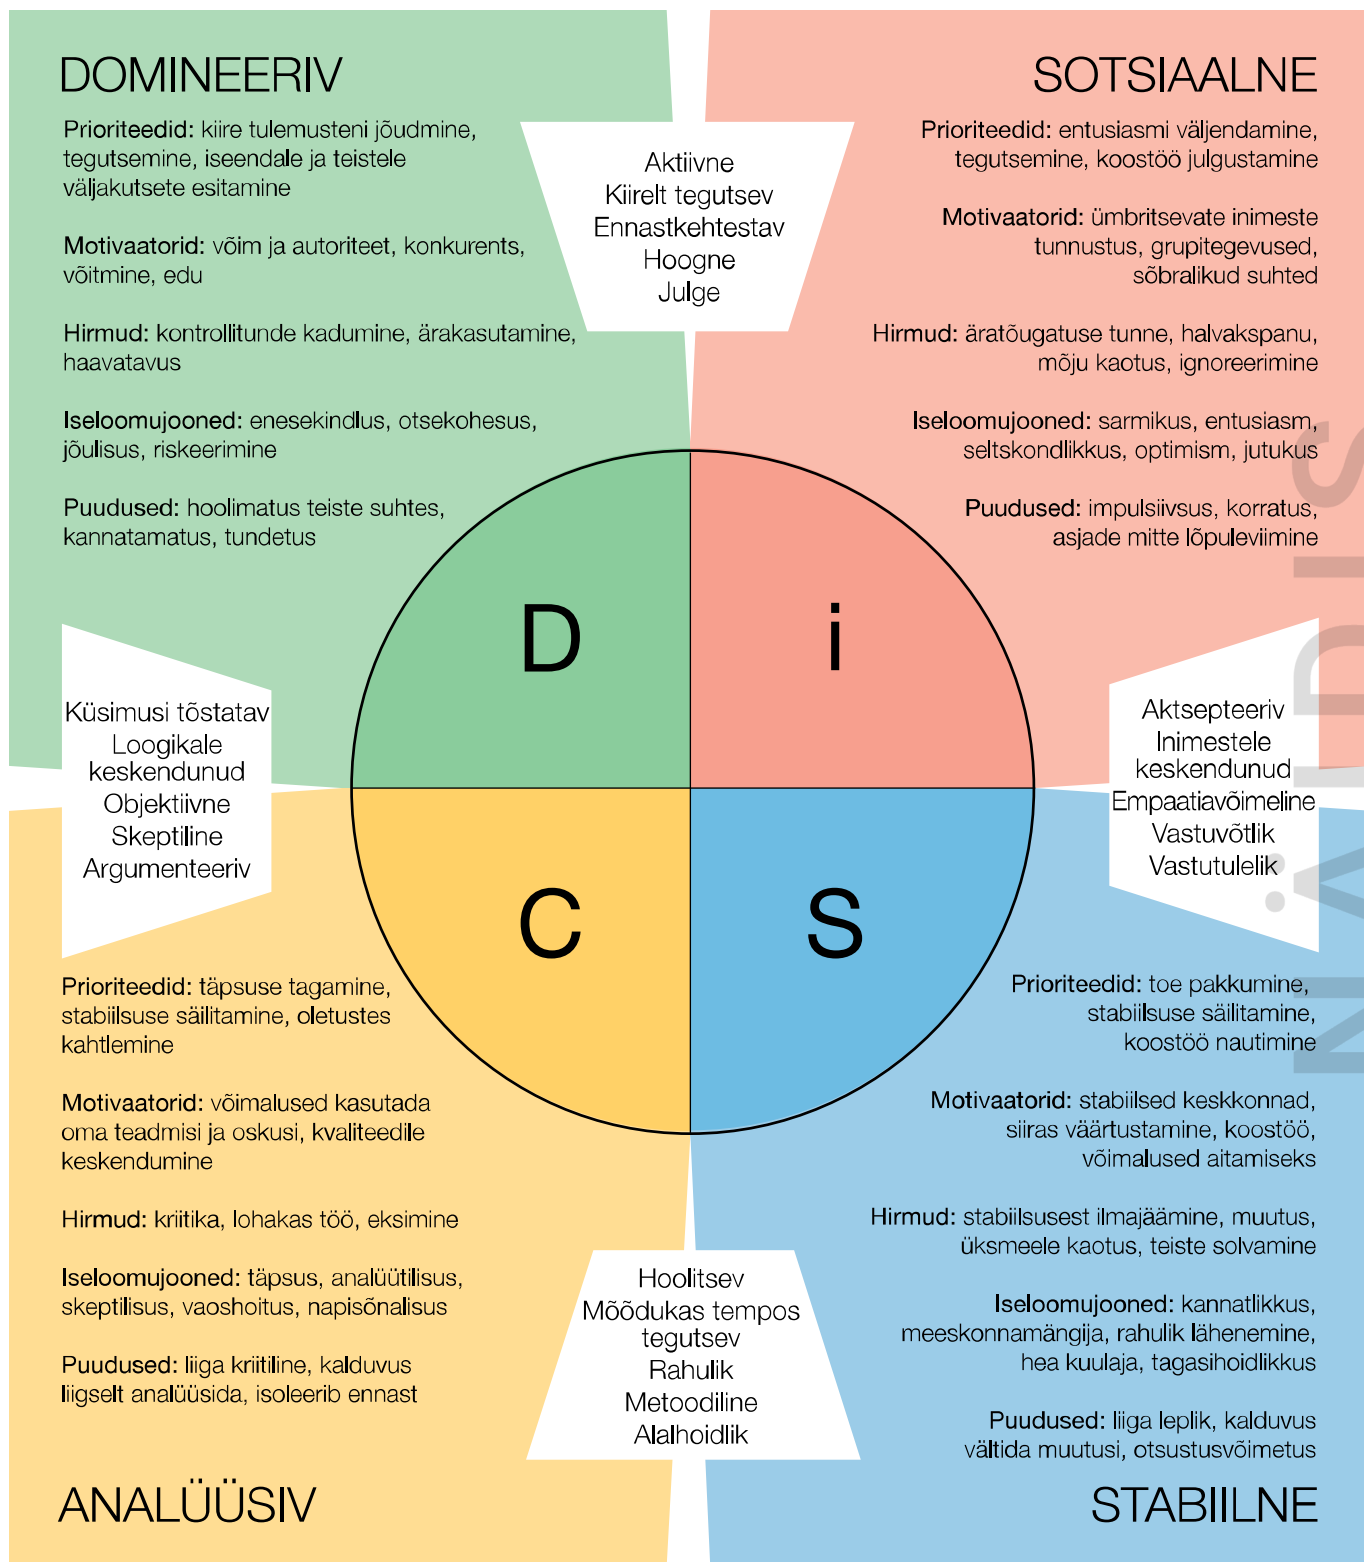 DOMINEERIV
Prioriteedid: kiire tulemusteni jõudmine,
tegutsemine, iseendale ja teistele
väljakutsete esitamine
Motivaatorid: võim ja autoriteet, konkurents,
võitmine, edu
Hirmud: kontrollitunde kadumine, ärakasutamine,
haavatavus
Iseloomujooned: enesekindlus, otsekohesus,
jõulisus, riskeerimine
Puudused: hoolimatus teiste suhtes,
kannatamatus, tundetus
Aktiivne
Kiirelt tegutsev
Ennastkehtestav
Hoogne
Julge
SOTSIAALNE
Prioriteedid: entusiasmi väljendamine,
tegutsemine, koostöö julgustamine
Motivaatorid: ümbritsevate inimeste
tunnustus, grupitegevused,
sõbralikud suhted
Hirmud: äratõugatuse tunne, halvakspanu,
mõju kaotus, ignoreerimine
Iseloomujooned: sarmikus, entusiasm,
seltskondlikkus, optimism, jutukus
Puudused: impulsiivsus, korratus,
asjade mitte lõpuleviimine
D
i
C
S
Küsimusi tõstatav
Loogikale
keskendunud
Objektiivne
Skeptiline
Argumenteeriv
Aktsepteeriv
Inimestele
keskendunud
Empaatiavõimeline
Vastuvõtlik
Vastutulelik
NÄIDIS
Prioriteedid: täpsuse tagamine,
stabiilsuse säilitamine, oletustes
kahtlemine
Motivaatorid: võimalused kasutada
oma teadmisi ja oskusi, kvaliteedile
keskendumine
Hirmud: kriitika, lohakas töö, eksimine
Iseloomujooned: täpsus, analüütilisus,
skeptilisus, vaoshoitus, napisõnalisus
Puudused: liiga kriitiline, kalduvus
liigselt analüüsida, isoleerib ennast
ANALÜÜSIV
Hoolitsev
Mõõdukas tempos
tegutsev
Rahulik
Metoodiline
Alalhoidlik
Prioriteedid: toe pakkumine,
stabiilsuse säilitamine,
koostöö nautimine
Motivaatorid: stabiilsed keskkonnad,
siiras väärtustamine, koostöö,
võimalused aitamiseks
Hirmud: stabiilsusest ilmajäämine, muutus,
üksmeele kaotus, teiste solvamine
Iseloomujooned: kannatlikkus,
meeskonnamängija, rahulik lähenemine,
hea kuulaja, tagasihoidlikkus
Puudused: liiga leplik, kalduvus
vältida muutusi, otsustusvõimetus
STABIILNE